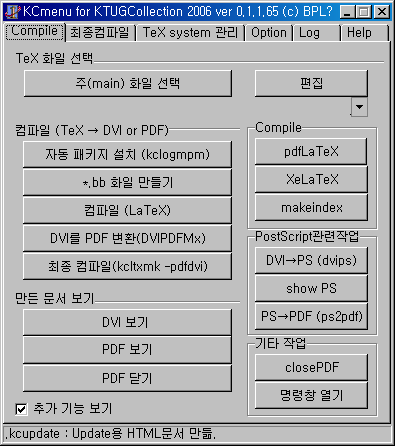 KCmenu for KTUGCollection 2006 ver 0,1,1,65 (c) BPL?
Compile 최종컴파일 TeX system 관리 Option Log Help
TeX 화일 선택
주(main) 화일 선택 편집
컴파일 (TeX → DVI or PDF) Compile
자동 패키지 설치 (kclogmpm) pdfLaTeX
*,bb 화일 만들기 XeLaTeX
컴파일 (LaTeX) makeindex
DVI를 PDF 변환(DVIPDFMx) PostScript관련작업
최종 컴파일(kcltxmk -pdfdvi) DVI→PS (dvips)
만든 문서 보기 show PS
DVI 보기 PS→PDF (ps2pdf)
PDF 보기 기타 작업
PDF 닫기 closePDF
추가 기능 보기 명령창 열기
,kcupdate : Update용 HTML문서 만듦,